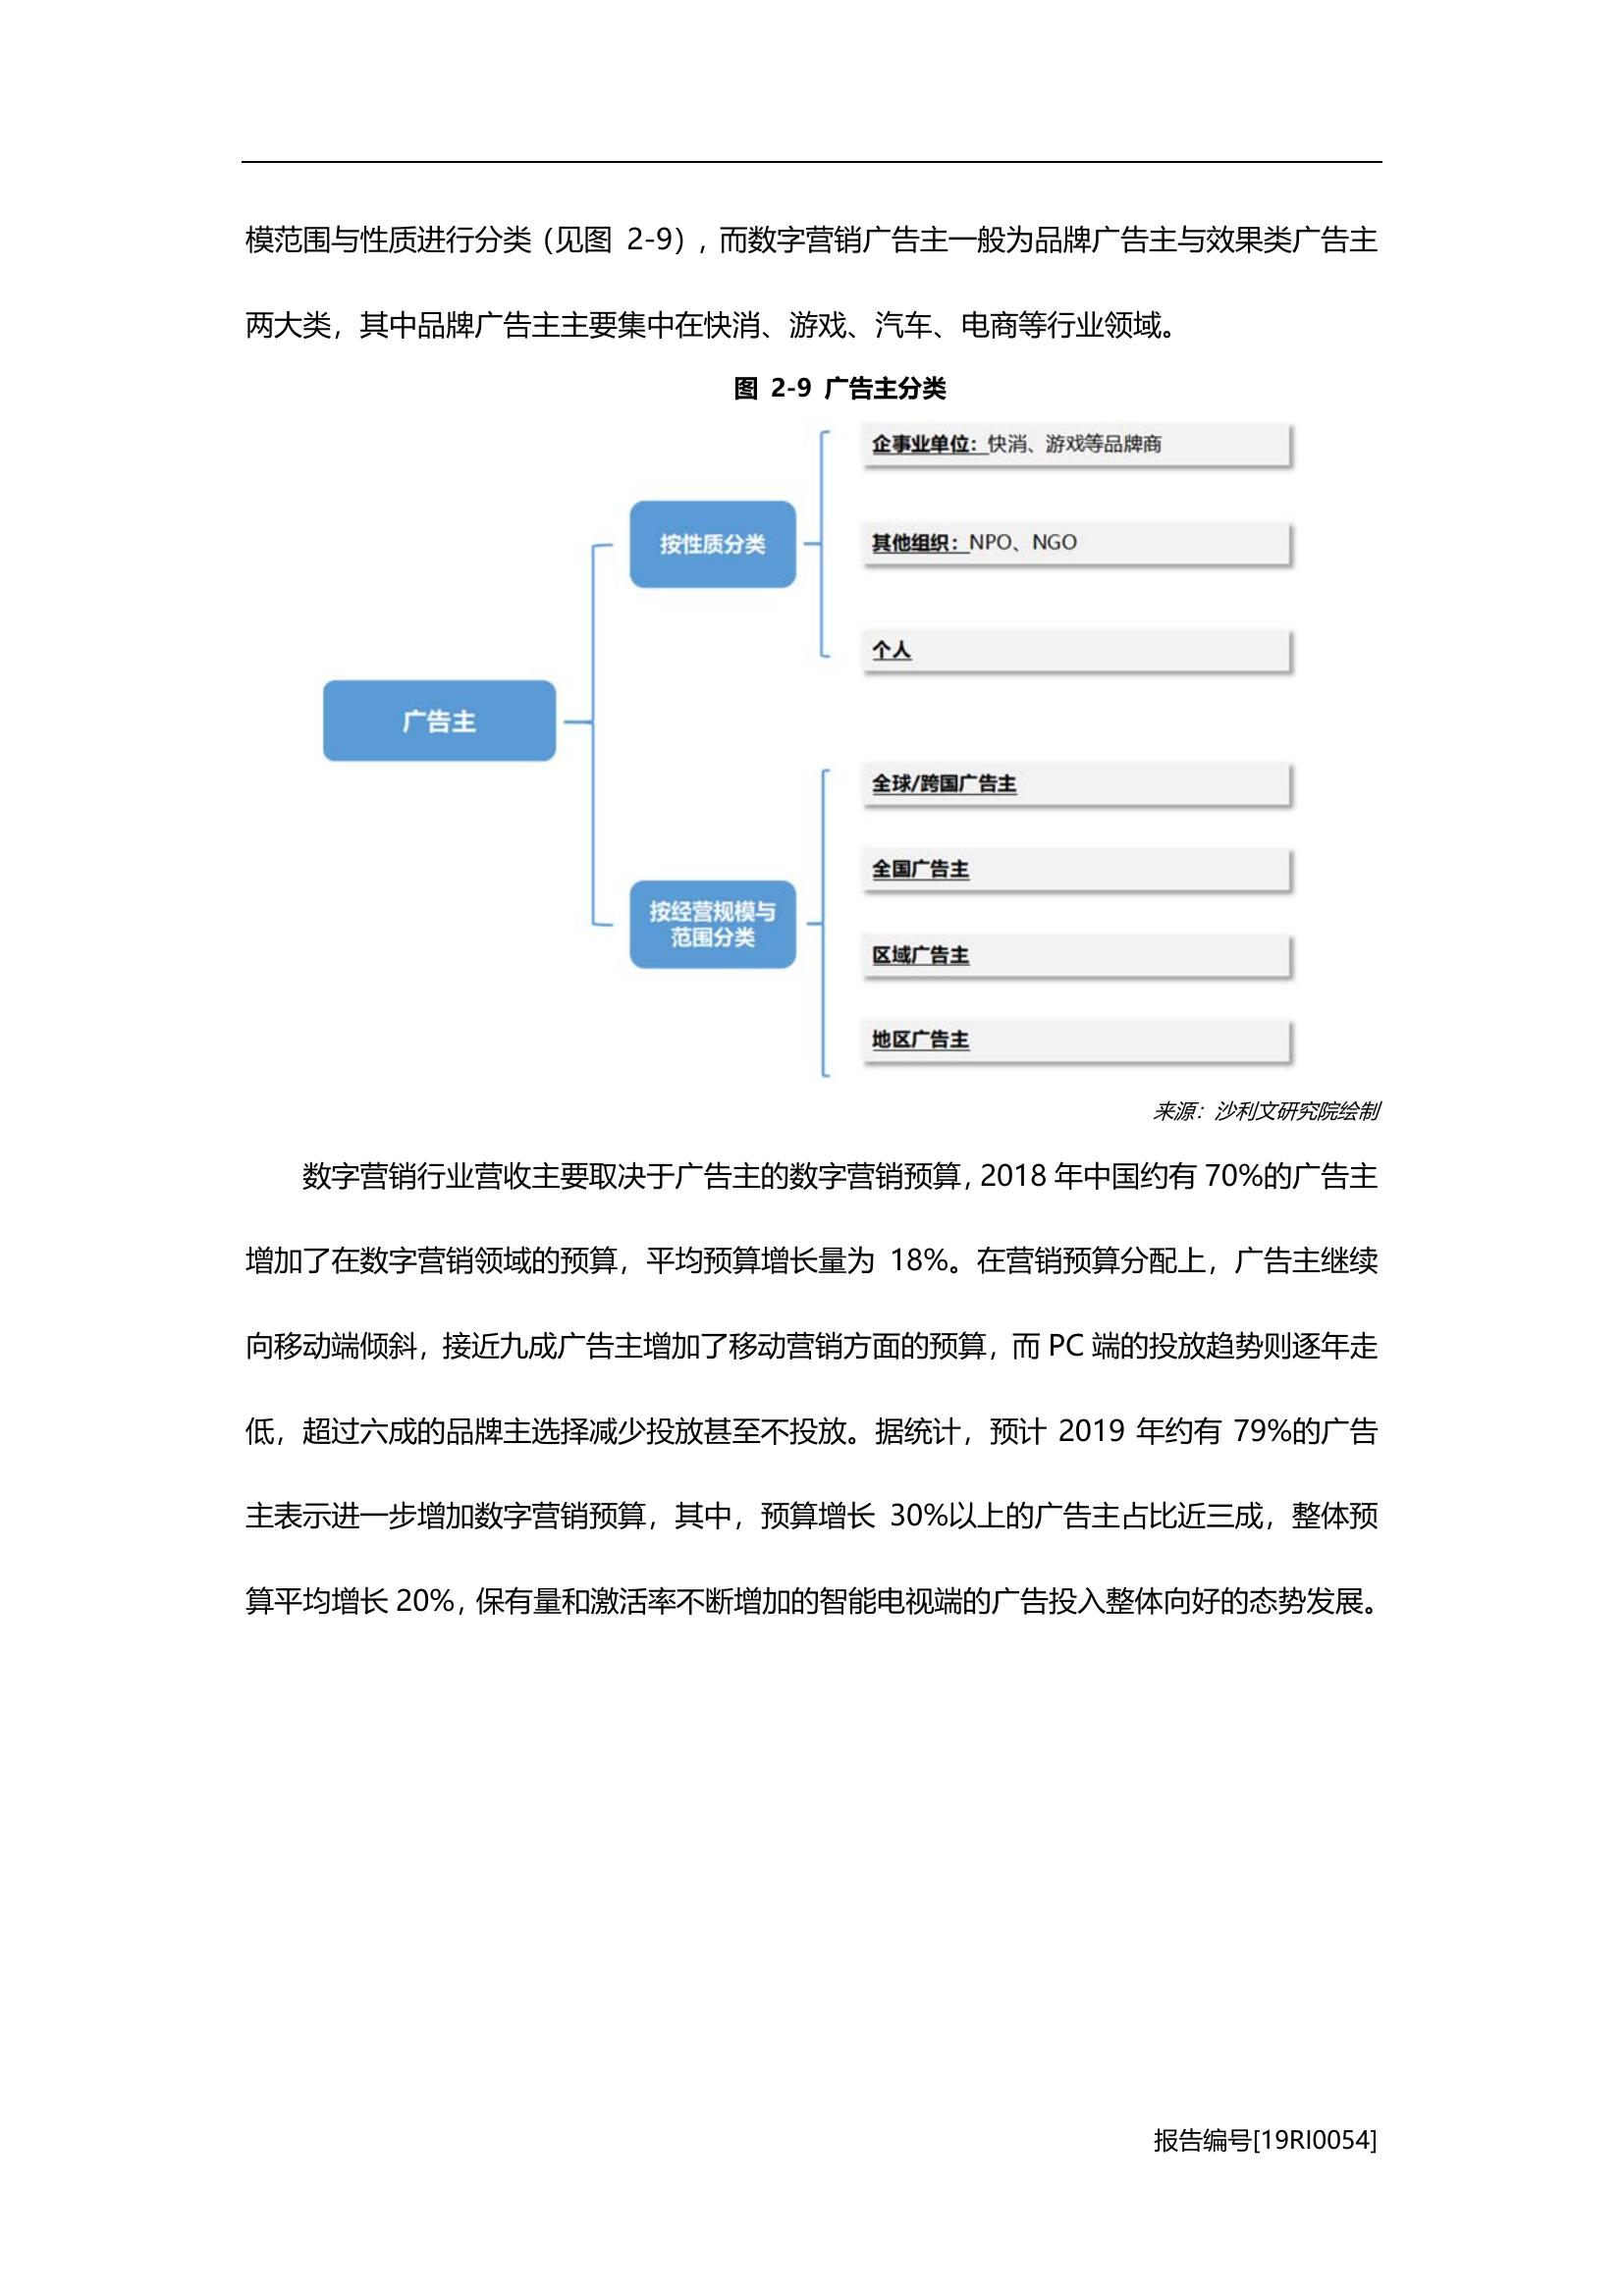 模范围与性质进行分类（见图 2-9），而数字营销广告主一般为品牌广告主与效果类广告主
两大类，其中品牌广告主主要集中在快消、游戏、汽车、电商等行业领域。
图 2-9 广告主分类
企事业单位：快消、游戏等品牌商
按性质分类
其他组织：NPO、NGO
个人
广告主
全球/跨国广告主
全国广告主
按经营规模与
范围分类
区域广告主
地区广告主
来源：沙利文研究院绘制
数字营销行业营收主要取决于广告主的数字营销预算，2018 年中国约有 70%的广告主
增加了在数字营销领域的预算，平均预算增长量为 18%。在营销预算分配上，广告主继续
向移动端倾斜，接近九成广告主增加了移动营销方面的预算，而 PC 端的投放趋势则逐年走
低，超过六成的品牌主选择减少投放甚至不投放。据统计，预计 2019 年约有 79%的广告
主表示进一步增加数字营销预算，其中，预算增长 30%以上的广告主占比近三成，整体预
算平均增长 20%，保有量和激活率不断增加的智能电视端的广告投入整体向好的态势发展。
报告编号[19RI0054]